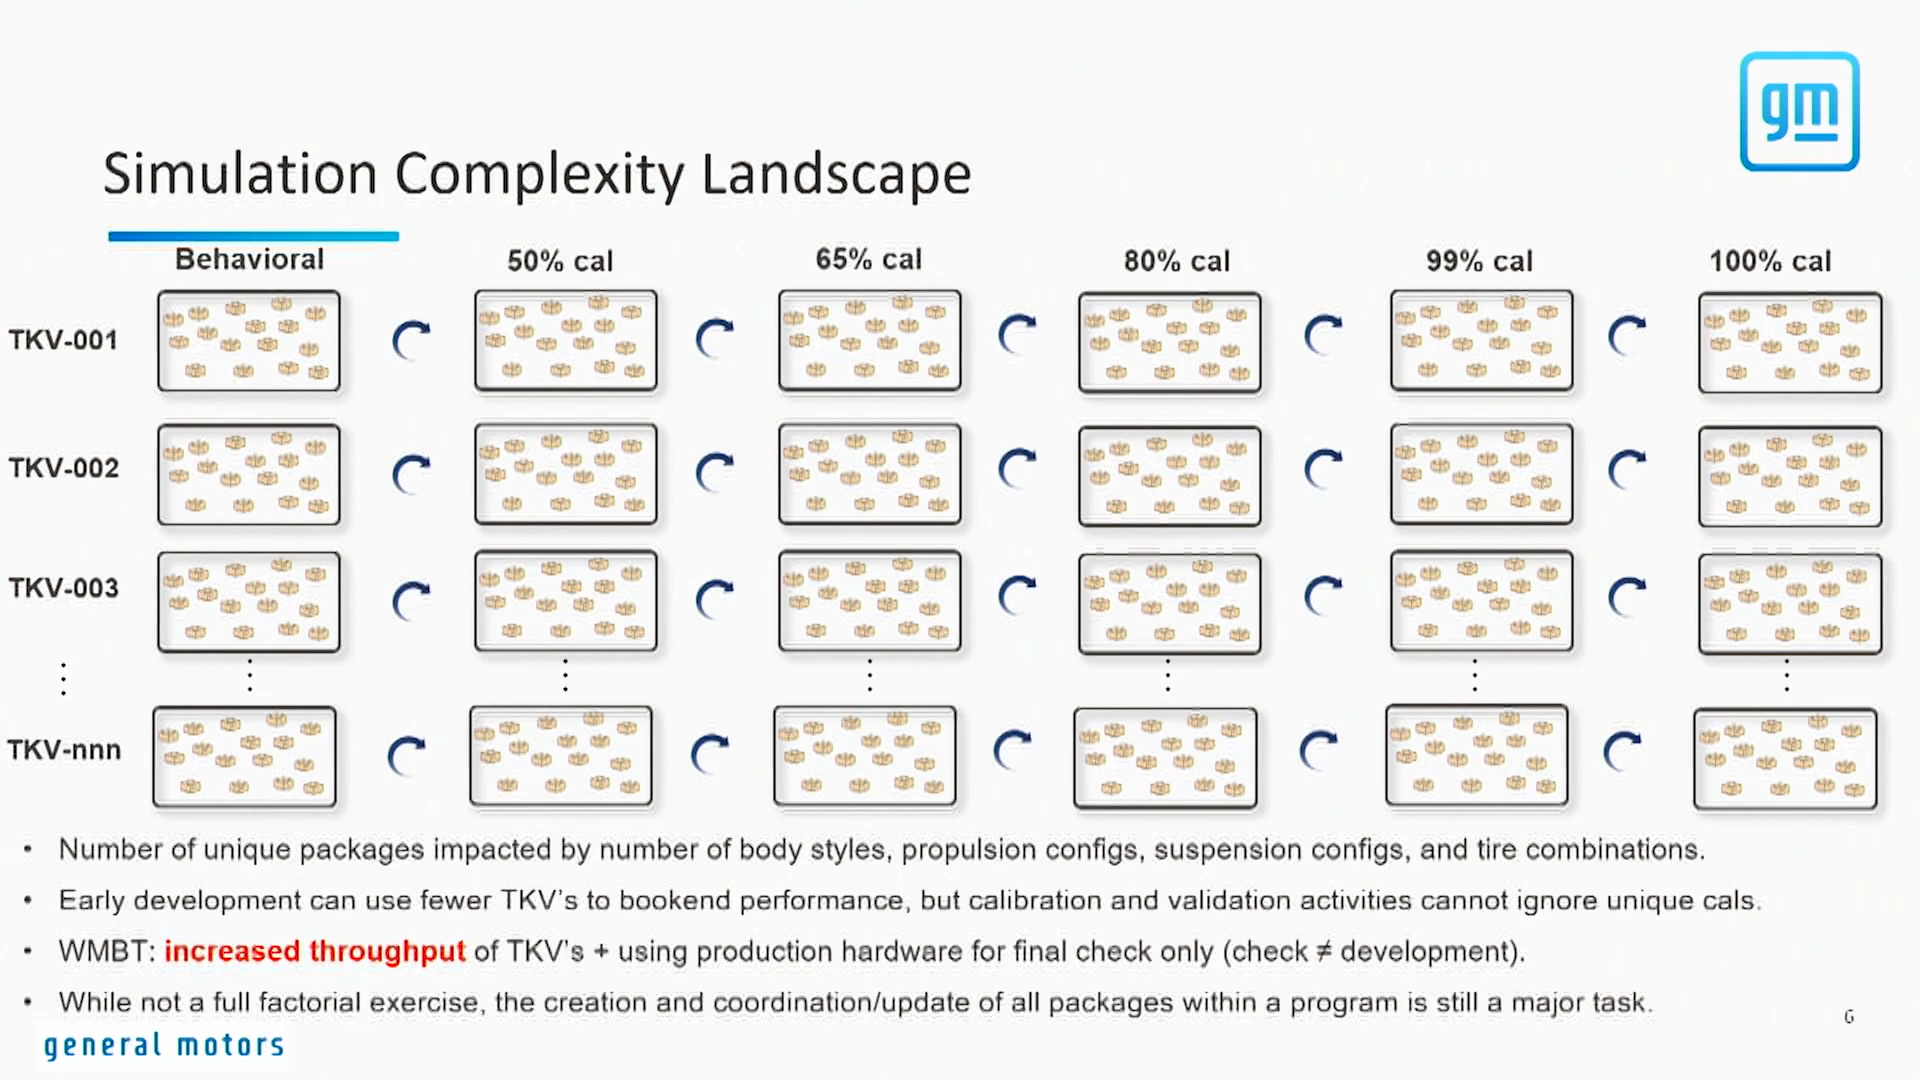 gm
Simulation Complexity Landscape
Behavioral 50% cal 65% cal 80% cal 99% cal 100% cal
TKV-001
TKV-002
TKV-003
TKV-nnn
• Number of unique packages impacted by number of body styles, propulsion configs, suspension configs, and tire combinations.
• Early development can use fewer TKV's to bookend performance, but calibration and validation activities cannot ignore unique cals.
• WMBT: increased throughput of TKV's + using production hardware for final check only (check ≠ development).
• While not a full factorial exercise, the creation and coordination/update of all packages within a program is still a major task.
6
general motors